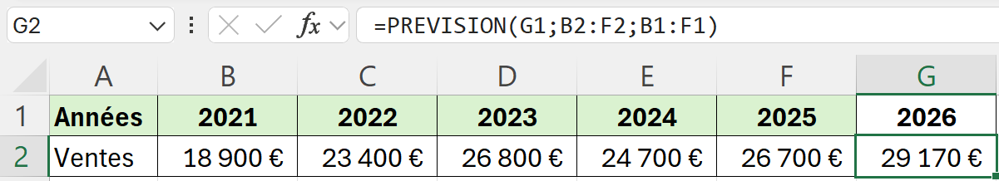 G2 fx =PREVISION(G1;B2:F2;B1:F1)
A B C D E F G
1 Années 2021 2022 2023 2024 2025 2026
2 Ventes 18 900 € 23 400 € 26 800 € 24 700 € 26 700 € 29 170 €